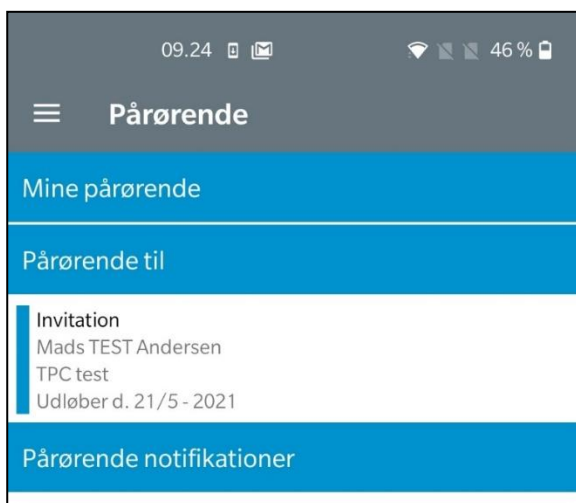 09.24 46 %
Pårørende
Mine pårørende
Pårørende til
Invitation
Mads TEST Andersen
TPC test
Udløber d. 21/5 - 2021
Pårørende notifikationer